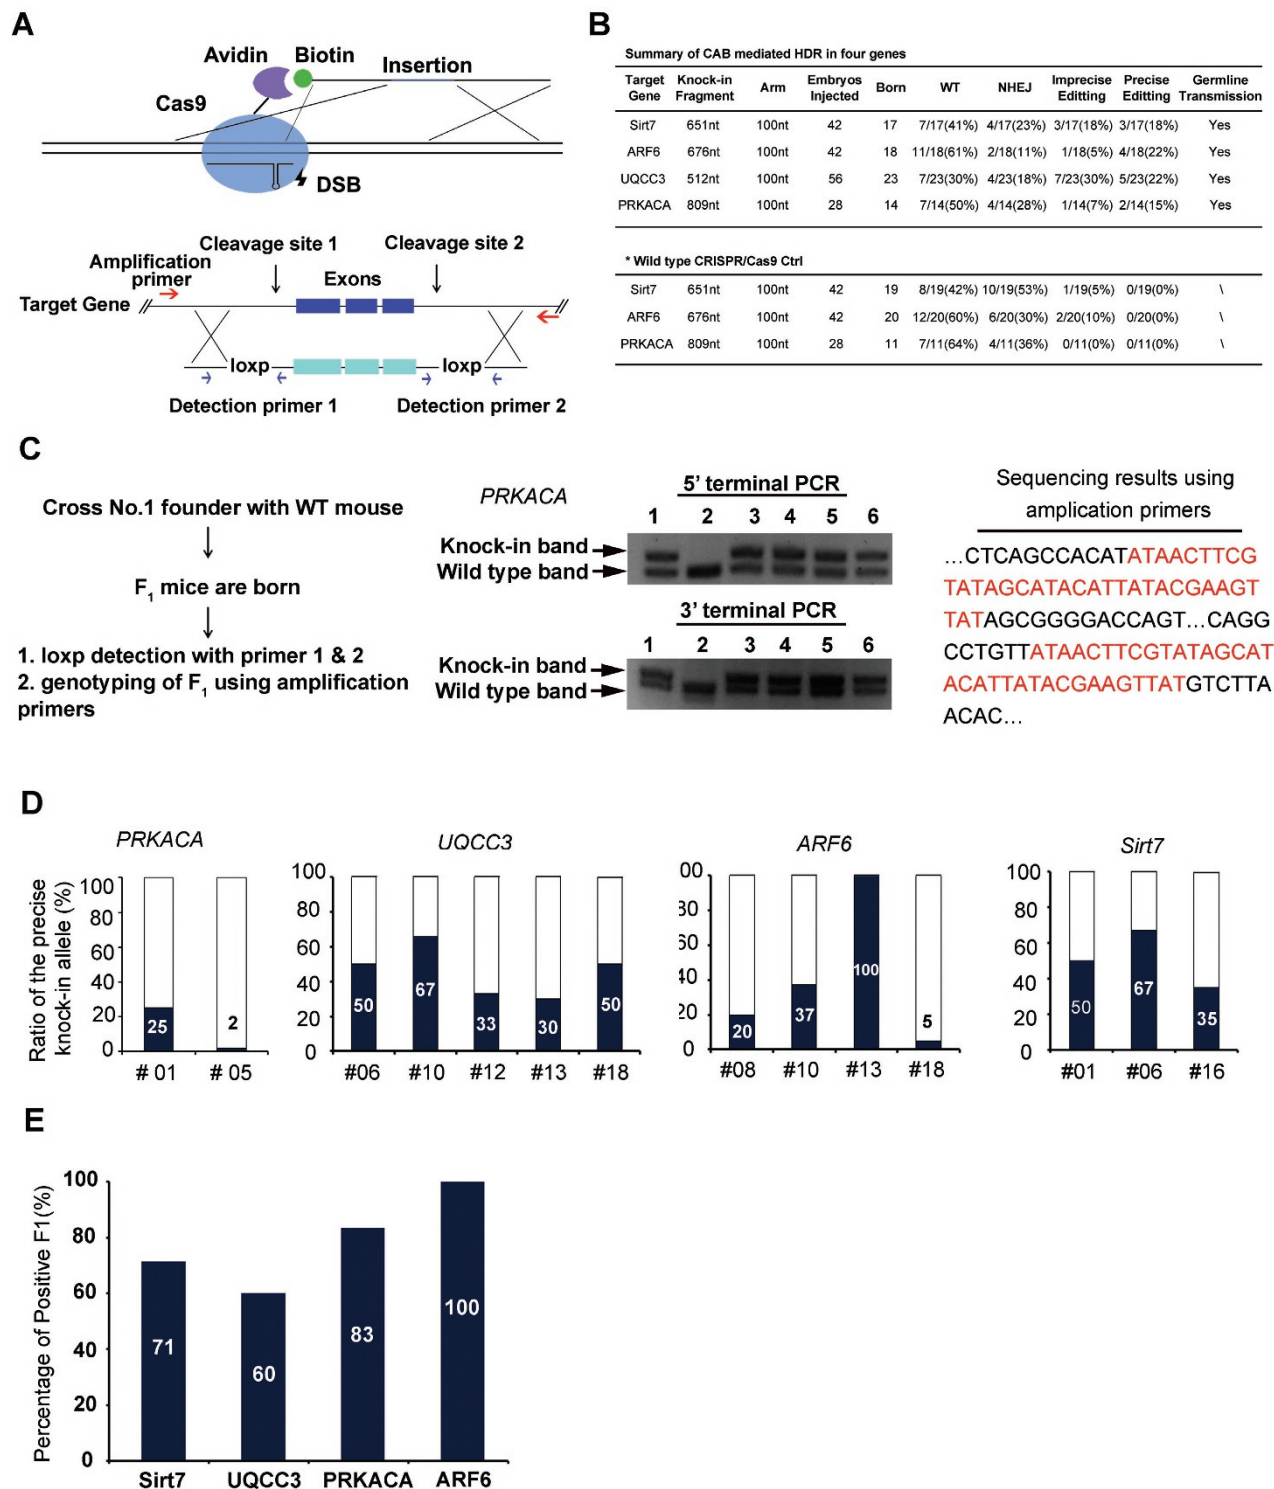 A
Avidin Biotin
Insertion
Cas9
DSB
Cleavage site 1
Cleavage site 2
Amplification
primer
Exons
Target Gene
loxp
loxp
Detection primer 1
Detection primer 2
B
Summary of CAB mediated HDR in four genes
Target Gene Knock-in Fragment Arm Embryos Injected Born WT NHEJ Imprecise Editting Precise Editting Germline Transmission
Sirt7 651nt 100nt 42 17 7/17(41%) 4/17(23%) 3/17(18%) 3/17(18%) Yes
ARF6 676nt 100nt 42 18 11/18(61%) 2/18(11%) 1/18(5%) 4/18(22%) Yes
UQCC3 512nt 100nt 56 23 7/23(30%) 4/23(18%) 7/23(30%) 5/23(22%) Yes
PRKACA 809nt 100nt 28 14 7/14(50%) 4/14(28%) 1/14(7%) 2/14(15%) Yes
* Wild type CRISPR/Cas9 Ctrl
Sirt7 651nt 100nt 42 19 8/19(42%) 10/19(53%) 1/19(5%) 0/19(0%) \
ARF6 676nt 100nt 42 20 12/20(60%) 6/20(30%) 2/20(10%) 0/20(0%) \
PRKACA 809nt 100nt 28 11 7/11(64%) 4/11(36%) 0/11(0%) 0/11(0%) \
C
Cross No.1 founder with WT mouse
F1 mice are born
1. loxp detection with primer 1 & 2
2. genotyping of F1 using amplification
primers
PRKACA
5' terminal PCR
1 2 3 4 5 6
Knock-in band
Wild type band
3' terminal PCR
1 2 3 4 5 6
Knock-in band
Wild type band
Sequencing results using
amplication primers
...CTCAGCCACATATAACTTCG
TATAGCATACATTATACGAAGT
TATAGCGGGGACCAGT...CAGG
CCTGTTATAACTTCGTATAGCAT
ACATTATACGAAGTTATGTCTTA
ACAC...
D
Ratio of the precise
knock-in allele (%)
PRKACA
100
80
60
40
20
0
25
2
# 01 # 05
UQCC3
100
80
60
40
20
0
50
67
33
30
50
#06 #10 #12 #13 #18
ARF6
00
80
60
40
20
0
20
37
100
5
#08 #10 #13 #18
Sirt7
100
80
60
40
20
0
50
67
35
#01 #06 #16
E
Percentage of Positive F1(%)
100
80
60
40
20
0
71
60
83
100
Sirt7 UQCC3 PRKACA ARF6